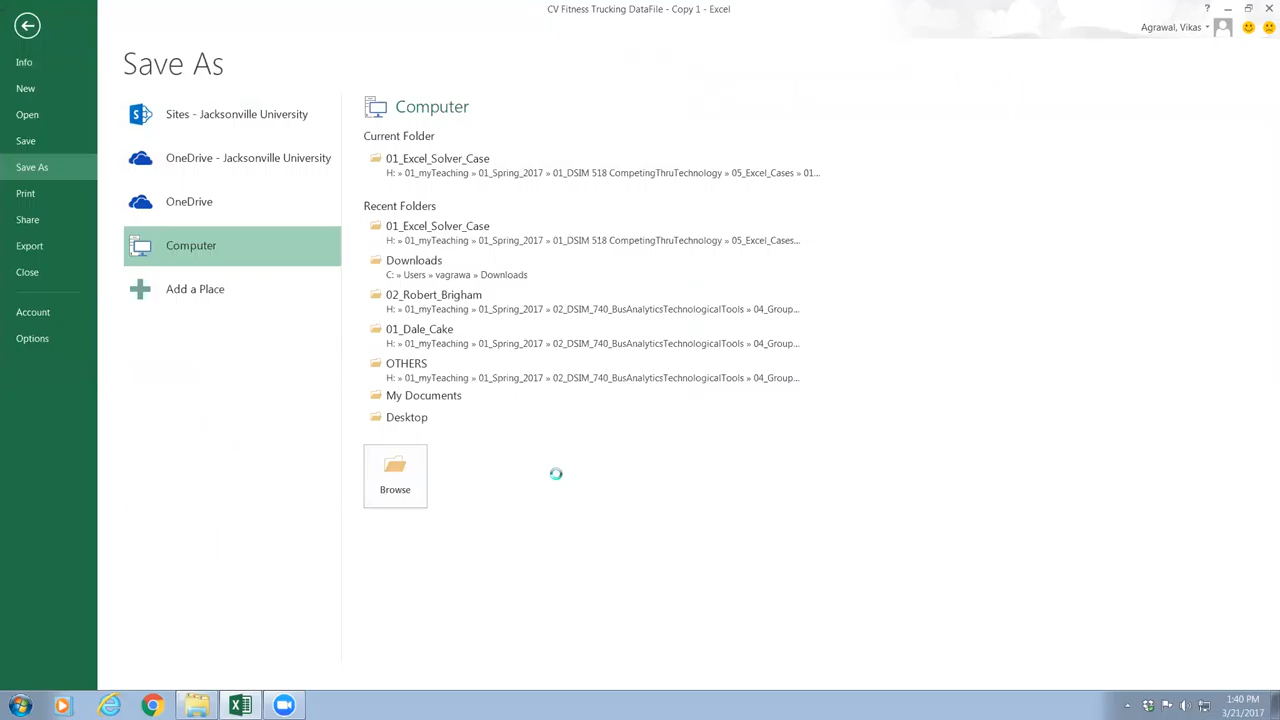 CV Fitness Trucking DataFile - Copy 1 - Excel
?
Agrawal, Vikas
Info
New
Open
Save
Save As
Print
Share
Export
Close
Account
Options
Save As
Sites - Jacksonville University
OneDrive - Jacksonville University
OneDrive
Computer
Add a Place
Computer
Current Folder
01_Excel_Solver_Case
H: » 01_myTeaching » 01_Spring_2017 » 01_DSIM 518 CompetingThruTechnology » 05_Excel_Cases » 01...
Recent Folders
01_Excel_Solver_Case
H: » 01_myTeaching » 01_Spring_2017 » 01_DSIM 518 CompetingThruTechnology » 05_Excel_Cases...
Downloads
C: » Users » vagrawa » Downloads
02_Robert_Brigham
H: » 01_myTeaching » 01_Spring_2017 » 02_DSIM_740_BusAnalyticsTechnologicalTools » 04_Group...
01_Dale_Cake
H: » 01_myTeaching » 01_Spring_2017 » 02_DSIM_740_BusAnalyticsTechnologicalTools » 04_Group...
OTHERS
H: » 01_myTeaching » 01_Spring_2017 » 02_DSIM_740_BusAnalyticsTechnologicalTools » 04_Group...
My Documents
Desktop
Browse
1:40 PM
3/21/2017